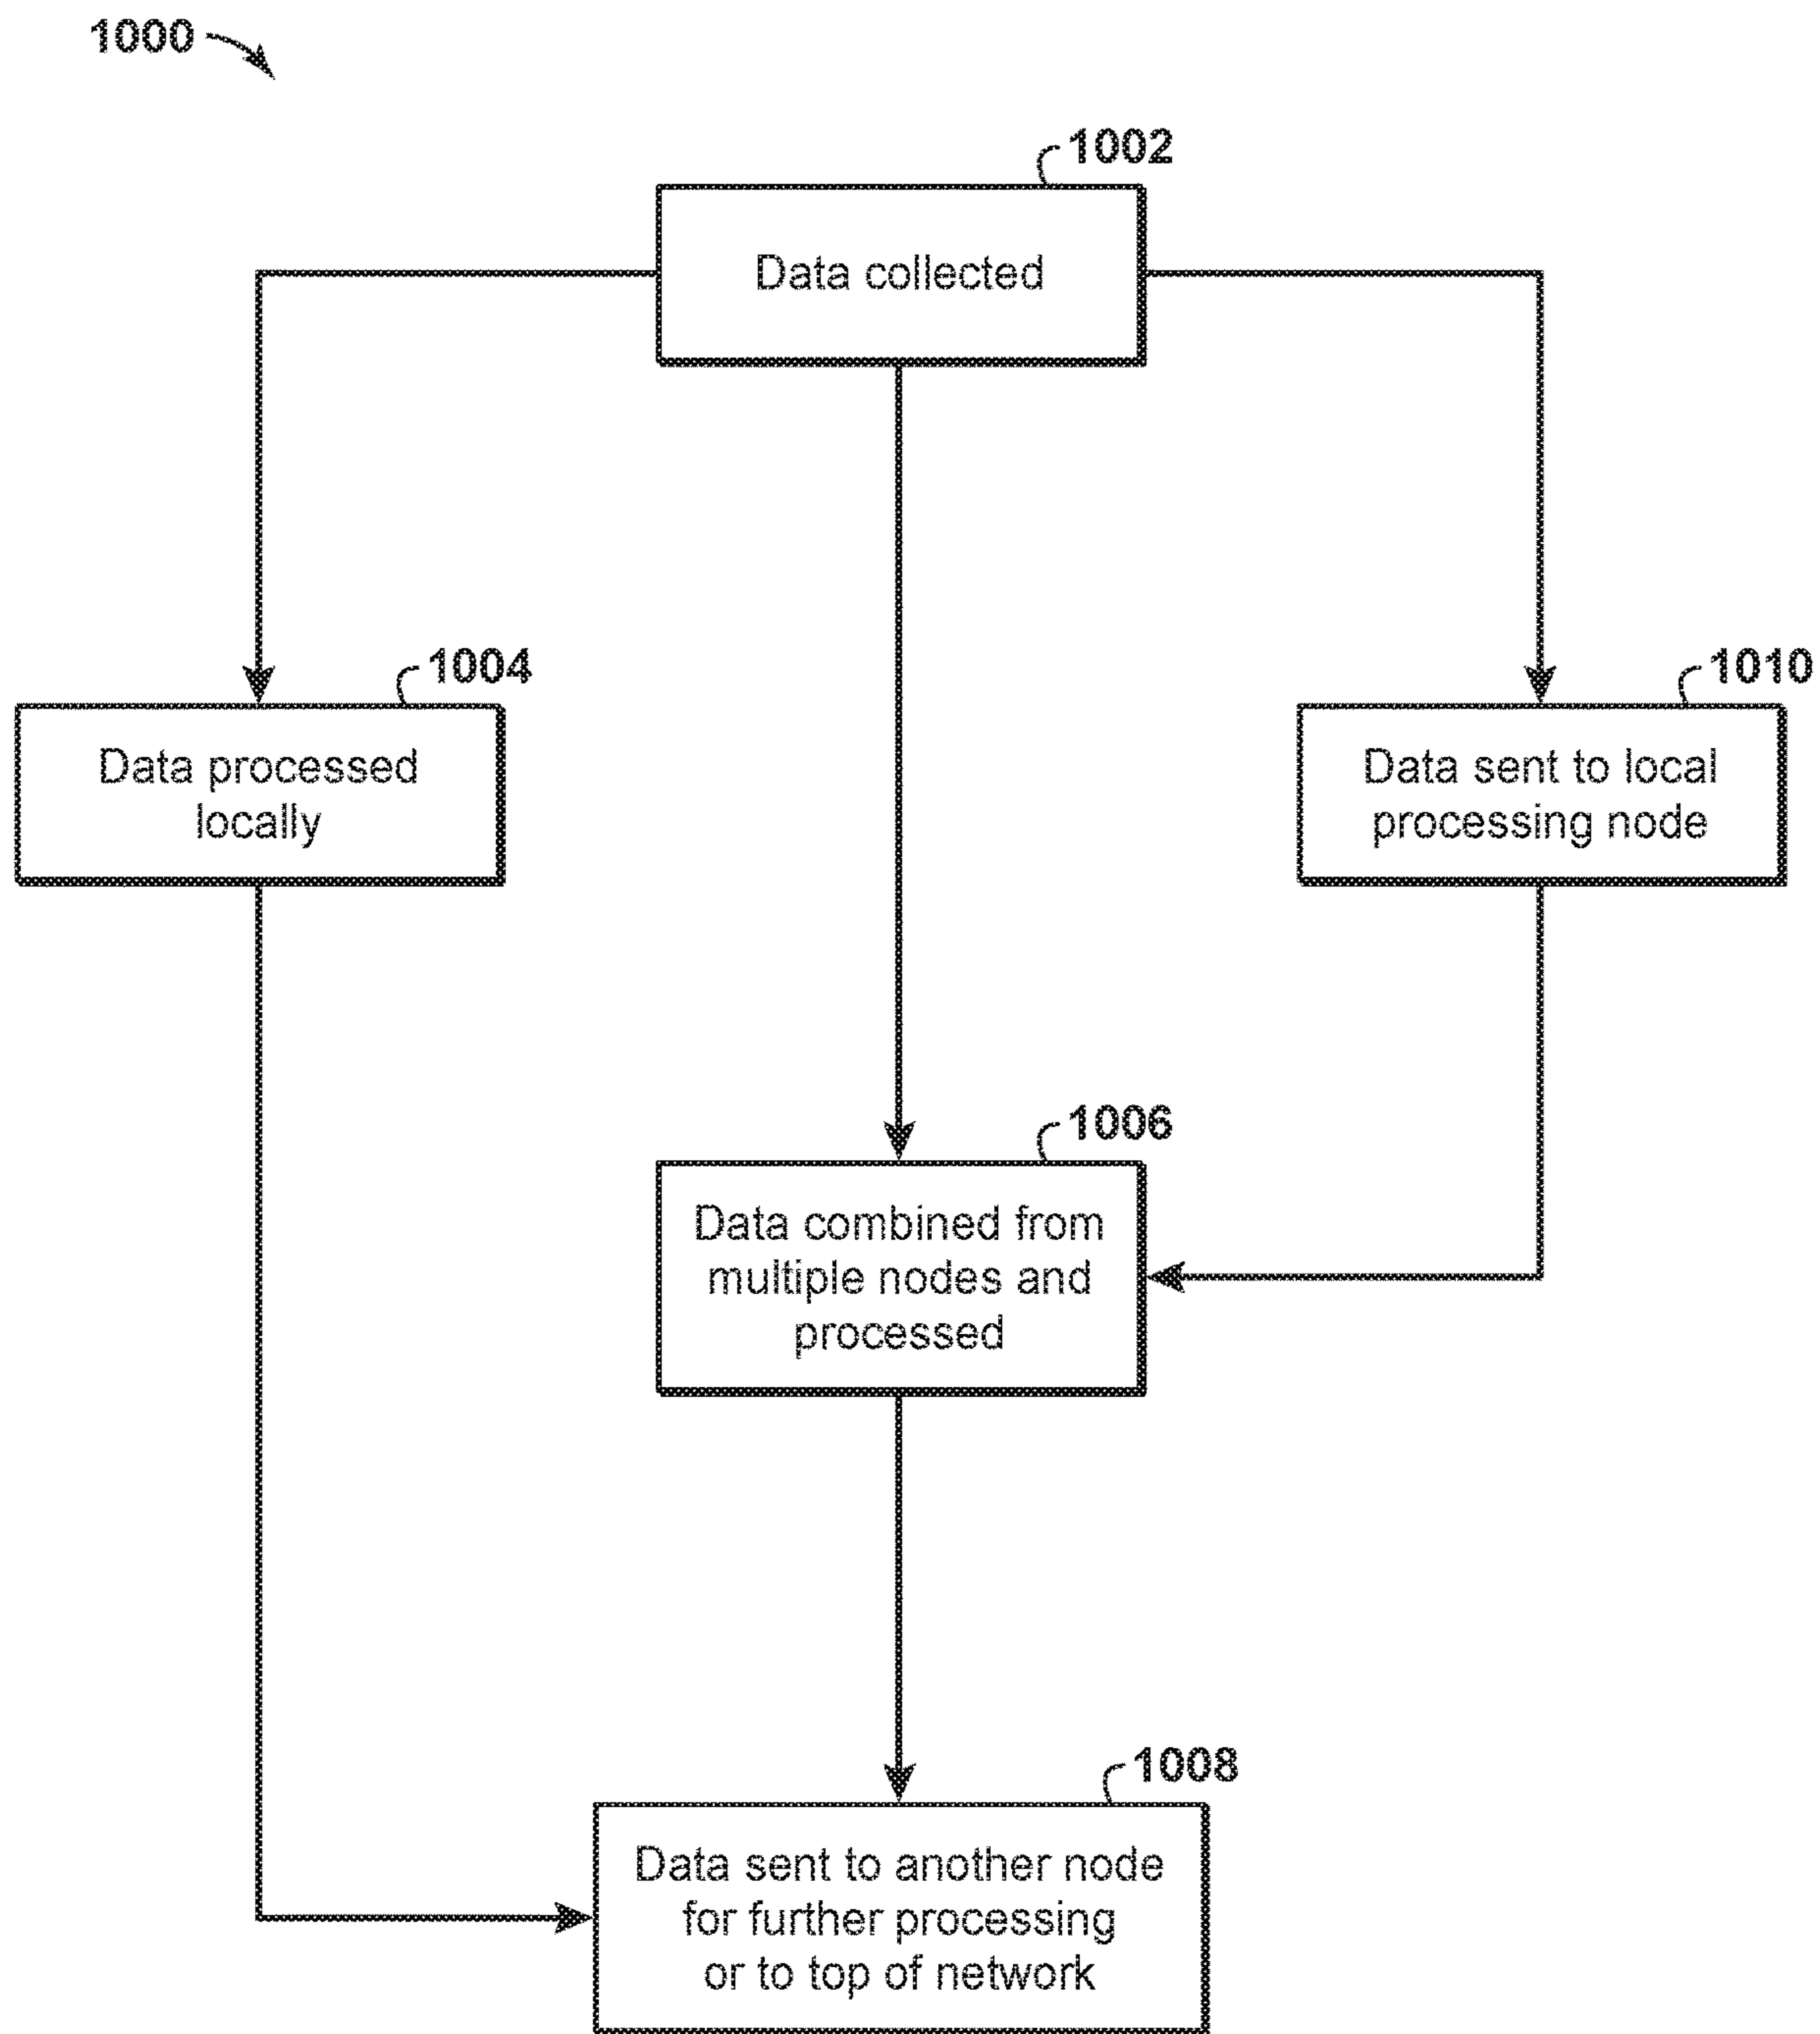 1000
1002
Data collected
1004
Data processed
locally
1010
Data sent to local
processing node
1006
Data combined from
multiple nodes and
processed
1008
Data sent to another node
for further processing
or to top of network